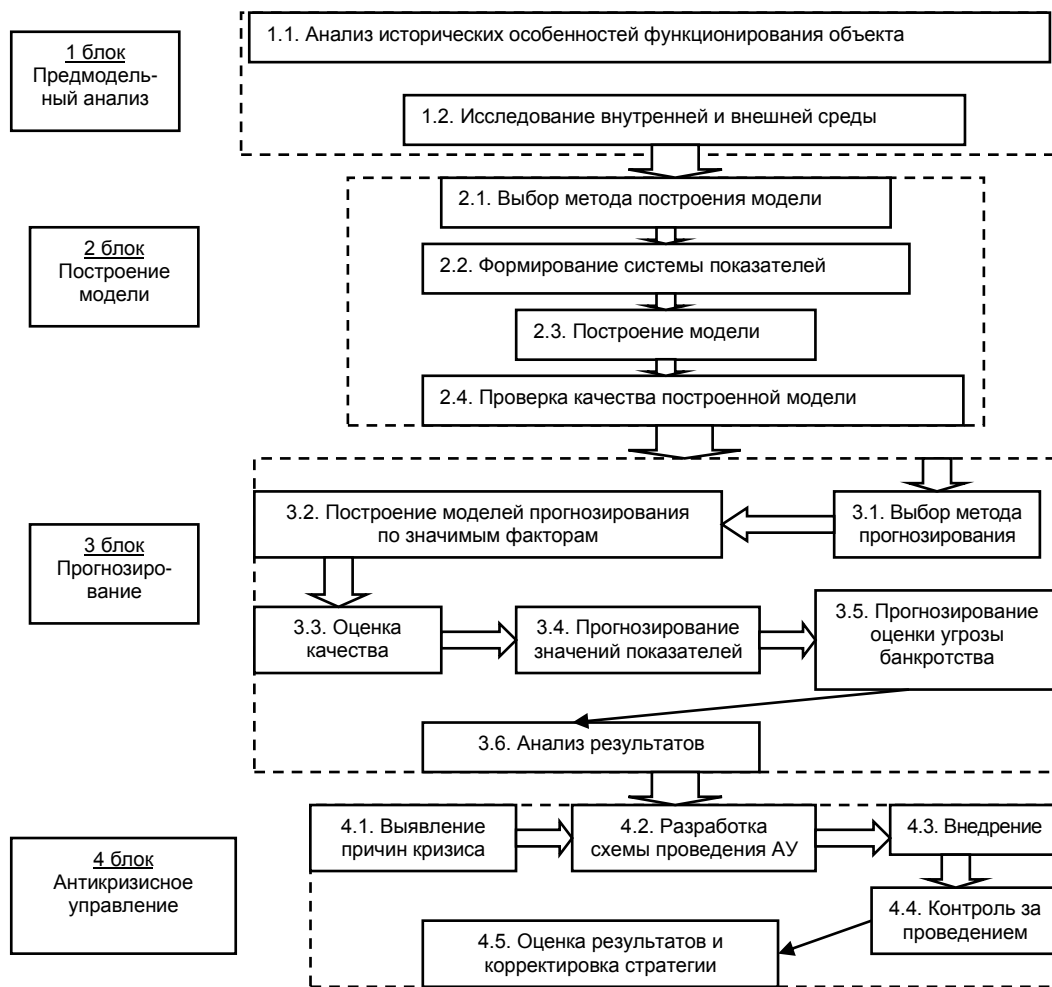 1 блок
Предмодель-
ный анализ
1.1. Анализ исторических особенностей функционирования объекта
1.2. Исследование внутренней и внешней среды
2 блок
Построение
модели
2.1. Выбор метода построения модели
2.2. Формирование системы показателей
2.3. Построение модели
2.4. Проверка качества построенной модели
3 блок
Прогнозиро-
вание
3.1. Выбор метода
прогнозирования
3.2. Построение моделей прогнозирования
по значимым факторам
3.3. Оценка
качества
3.4. Прогнозирование
значений показателей
3.5. Прогнозирование
оценки угрозы
банкротства
3.6. Анализ результатов
4 блок
Антикризисное
управление
4.1. Выявление
причин кризиса
4.2. Разработка
схемы проведения АУ
4.3. Внедрение
4.4. Контроль за
проведением
4.5. Оценка результатов и
корректировка стратегии